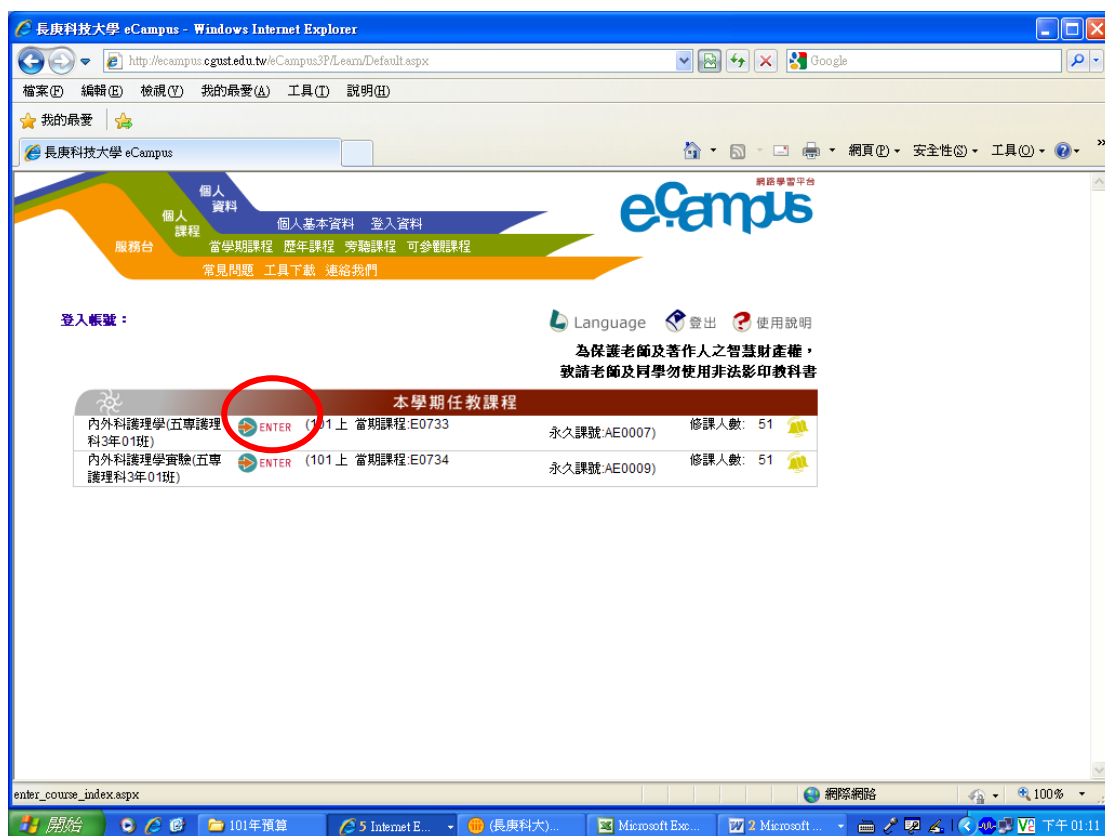 長庚科技大學 eCampus - Windows Internet Explorer
http://ecampus.cgust.edu.tw/eCampus3P/Learn/Default.aspx
Google
檔案(F) 編輯(E) 檢視(V) 我的最愛(A) 工具(T) 說明(H)
我的最愛
長庚科技大學 eCampus
網頁(P) 安全性(S) 工具(O) »
個人資料
個人基本資料 登入資料
個人課程
當學期課程 歷年課程 旁聽課程 可參觀課程
服務台
常見問題 工具下載 連絡我們
網路學習平台
eCampus
登入帳號：
Language 登出 使用說明
為保護老師及著作人之智慧財產權，
敦請老師及同學勿使用非法影印教科書
本學期任教課程
內外科護理學(五專護理科3年01班) ENTER (101上 當期課程:E0733 永久課號:AE0007) 修課人數: 51
內外科護理學實驗(五專護理科3年01班) ENTER (101上 當期課程:E0734 永久課號:AE0009) 修課人數: 51
enter_course_index.aspx
網際網路
100%
開始 101年預算 5 Internet E... (長庚科大)... Microsoft Exc... 2 Microsoft ... 下午 01:11